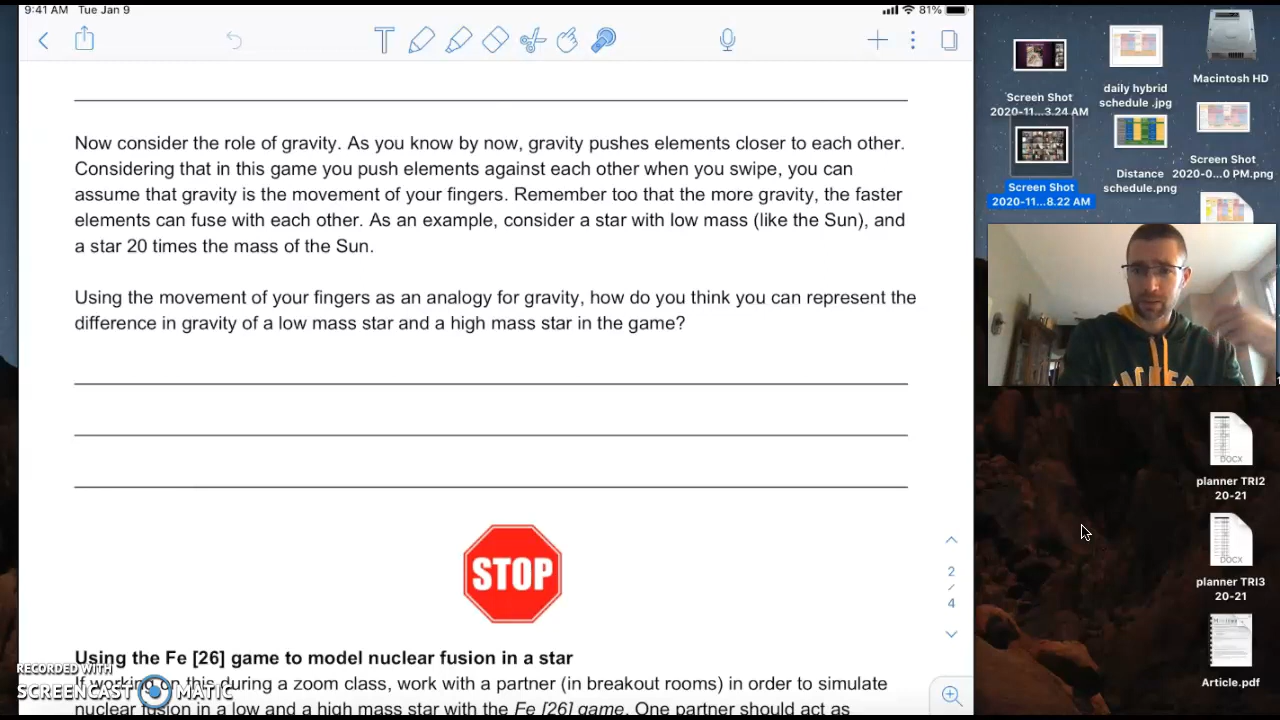 9:41 AM Tue Jan 9
81%
Now consider the role of gravity. As you know by now, gravity pushes elements closer to each other.
Considering that in this game you push elements against each other when you swipe, you can
assume that gravity is the movement of your fingers. Remember too that the more gravity, the faster
elements can fuse with each other. As an example, consider a star with low mass (like the Sun), and
a star 20 times the mass of the Sun.
Using the movement of your fingers as an analogy for gravity, how do you think you can represent the
difference in gravity of a low mass star and a high mass star in the game?
STOP
2
4
Using the Fe [26] game to model nuclear fusion in a star
If working on this during a zoom class, work with a partner (in breakout rooms) in order to simulate
nuclear fusion in a low and a high mass star with the Fe [26] game. One partner should act as
RECORDED WITH
SCREENCAST MATIC
Screen Shot
2020-11...3.24 AM
daily hybrid
schedule .jpg
Macintosh HD
Screen Shot
2020-11...8.22 AM
Distance
schedule.png
Screen Shot
2020-0...0 PM.png
DOCX
planner TRI2
20-21
DOCX
planner TRI3
20-21
Article.pdf